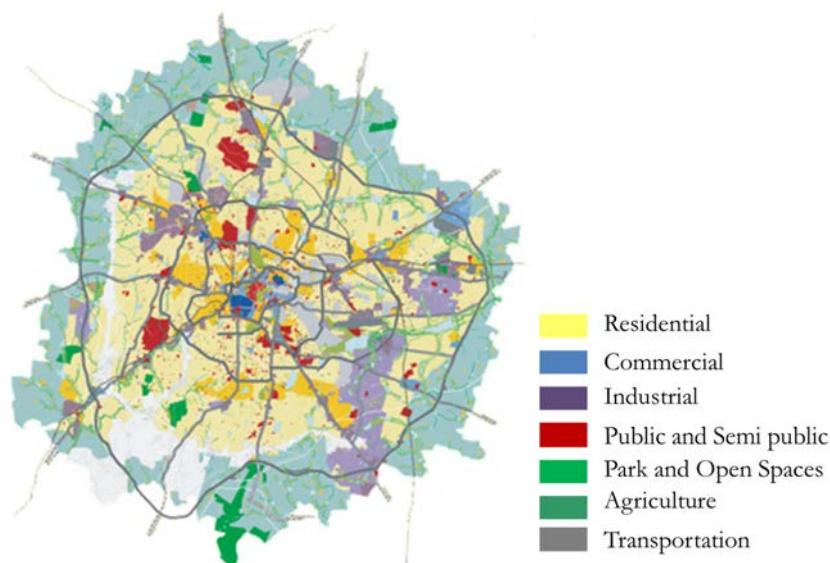 Residential
Commercial
Industrial
Public and Semi public
Park and Open Spaces
Agriculture
Transportation